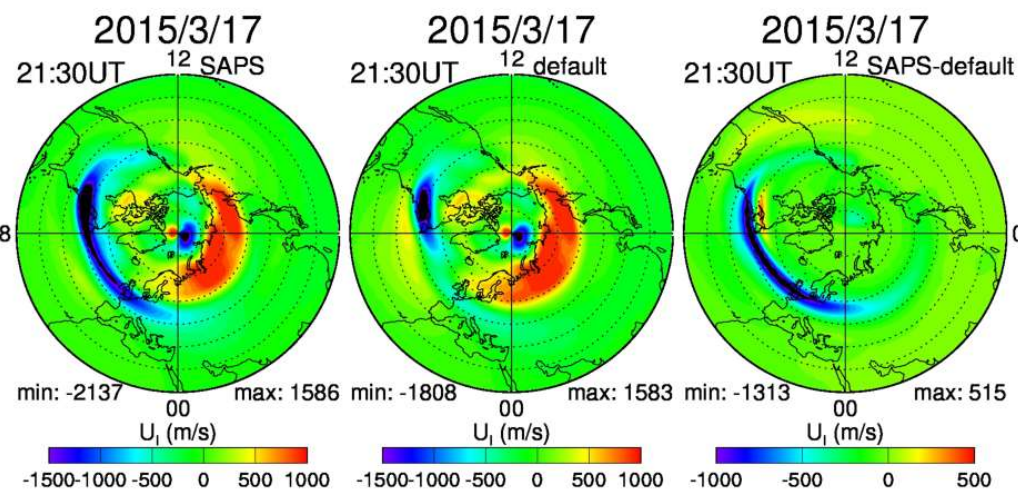 2015/3/17
21:30UT
12
SAPS
8
min: -2137
max: 1586
00
U_I (m/s)
-1500-1000 -500 0 500 1000
2015/3/17
21:30UT
12
default
min: -1808
max: 1583
00
U_I (m/s)
-1500-1000 -500 0 500 1000
2015/3/17
21:30UT
12
SAPS-default
min: -1313
max: 515
00
U_I (m/s)
-1000 -500 0 500